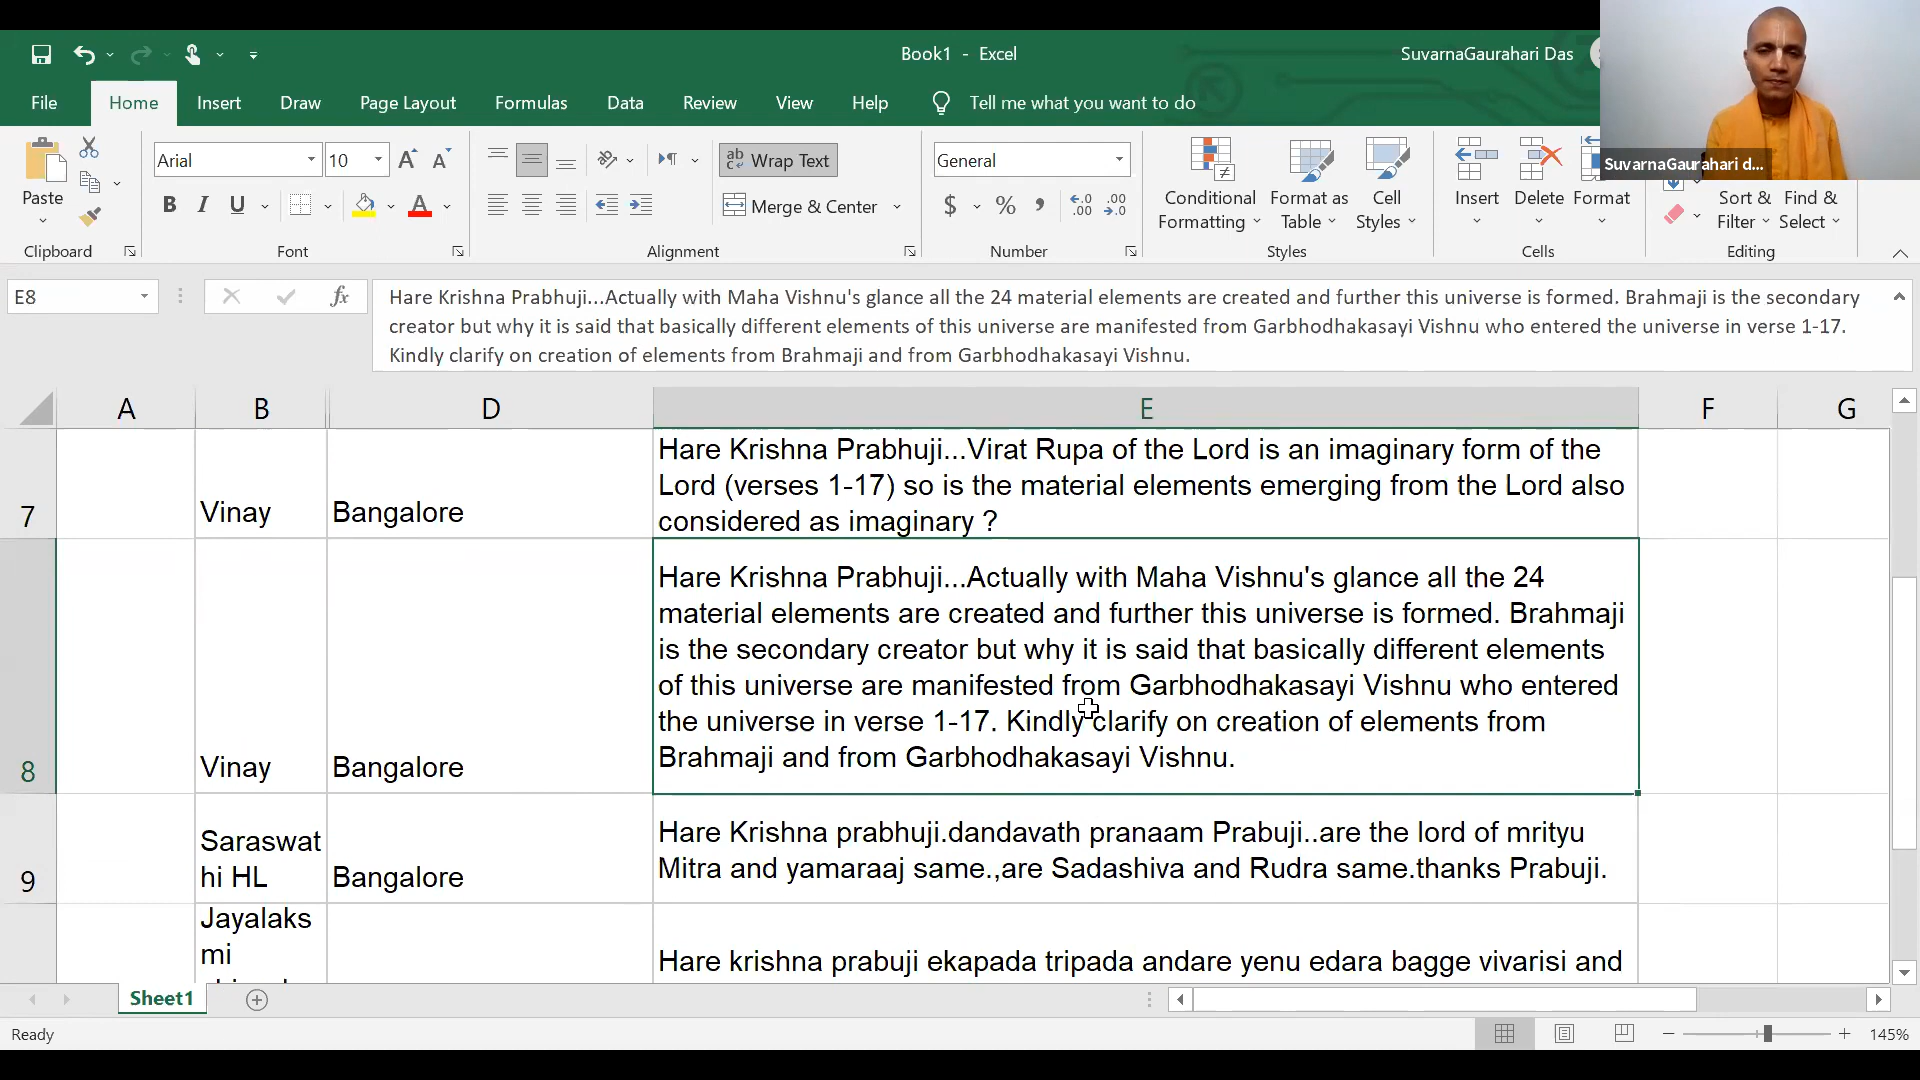 Book1 - Excel
SuvarnaGaurahari Das
File Home Insert Draw Page Layout Formulas Data Review View Help Tell me what you want to do
SuvarnaGaurahari d...
Arial 10
Wrap Text
General
Paste
B I U
Merge & Center
$ % , .00
Conditional Formatting
Format as Table
Cell Styles
Insert Delete Format
Sort & Filter
Find & Select
Clipboard Font Alignment Number Styles Cells Editing
E8
fx
Hare Krishna Prabhuji...Actually with Maha Vishnu's glance all the 24 material elements are created and further this universe is formed. Brahmaji is the secondary
creator but why it is said that basically different elements of this universe are manifested from Garbhodhakasayi Vishnu who entered the universe in verse 1-17.
Kindly clarify on creation of elements from Brahmaji and from Garbhodhakasayi Vishnu.
A B D E F G
7
Vinay
Bangalore
Hare Krishna Prabhuji...Virat Rupa of the Lord is an imaginary form of the
Lord (verses 1-17) so is the material elements emerging from the Lord also
considered as imaginary ?
8
Vinay
Bangalore
Hare Krishna Prabhuji...Actually with Maha Vishnu's glance all the 24
material elements are created and further this universe is formed. Brahmaji
is the secondary creator but why it is said that basically different elements
of this universe are manifested from Garbhodhakasayi Vishnu who entered
the universe in verse 1-17. Kindly clarify on creation of elements from
Brahmaji and from Garbhodhakasayi Vishnu.
9
Saraswat
hi HL
Bangalore
Hare Krishna prabhuji.dandavath pranaam Prabuji..are the lord of mrityu
Mitra and yamaraaj same.,are Sadashiva and Rudra same.thanks Prabuji.
Jayalaks
mi
Hare krishna prabuji ekapada tripada andare yenu edara bagge vivarisi and
Sheet1
Ready
145%